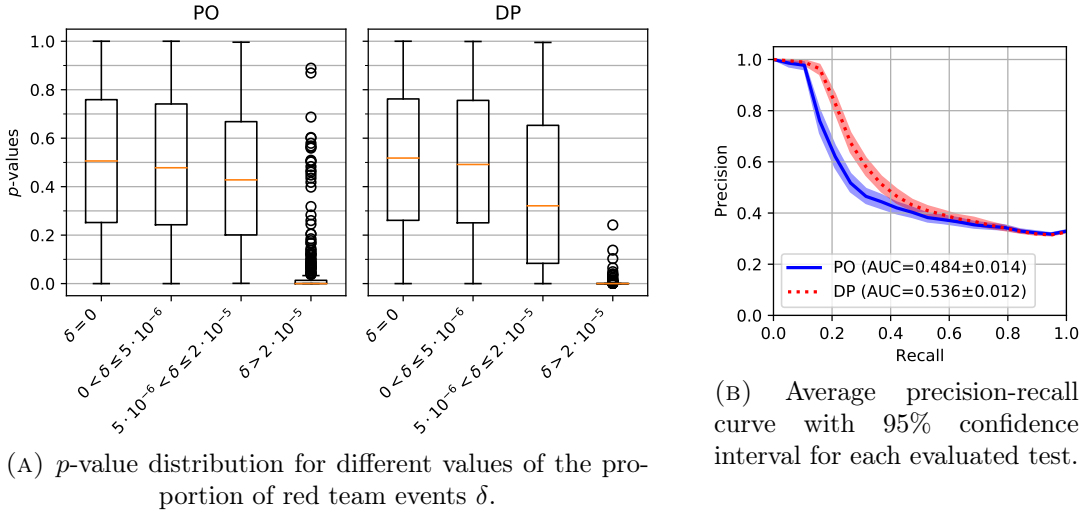 PO
DP
p-values
1.0
0.8
0.6
0.4
0.2
0.0
δ = 0
0 < δ ≤ 5 · 10⁻⁶
5 · 10⁻⁶ < δ ≤ 2 · 10⁻⁵
δ > 2 · 10⁻⁵
δ = 0
0 < δ ≤ 5 · 10⁻⁶
5 · 10⁻⁶ < δ ≤ 2 · 10⁻⁵
δ > 2 · 10⁻⁵
(A) p-value distribution for different values of the pro-
portion of red team events δ.
Precision
1.0
0.8
0.6
0.4
0.2
0.0
PO (AUC=0.484±0.014)
DP (AUC=0.536±0.012)
0.0 0.2 0.4 0.6 0.8 1.0
Recall
(B) Average precision-recall
curve with 95% confidence
interval for each evaluated test.